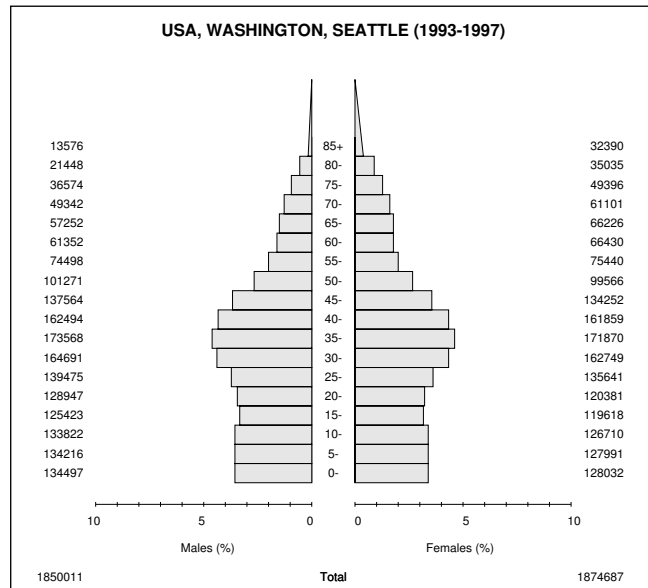 USA, WASHINGTON, SEATTLE (1993-1997)
13576 85+ 32390
21448 80- 35035
36574 75- 49396
49342 70- 61101
57252 65- 66226
61352 60- 66430
74498 55- 75440
101271 50- 99566
137564 45- 134252
162494 40- 161859
173568 35- 171870
164691 30- 162749
139475 25- 135641
128947 20- 120381
125423 15- 119618
133822 10- 126710
134216 5- 127991
134497 0- 128032
10 5 0 0 5 10
Males (%) Females (%)
1850011 Total 1874687